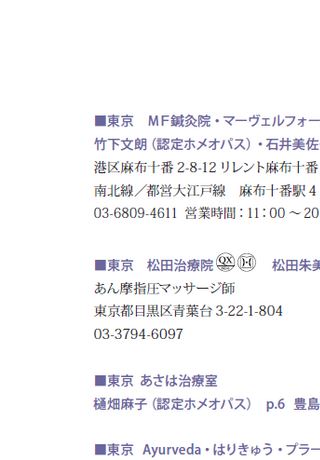 ■東京　ＭＦ鍼灸院・マーヴェルフォー
竹下文朗（認定ホメオパス）・石井美佐
港区麻布十番 2-8-12 リレント麻布十番
南北線／都営大江戸線　麻布十番駅 4
03-6809-4611 営業時間：11：00 〜 20
■東京　松田治療院 QX 松田朱美
あん摩指圧マッサージ師
東京都目黒区青葉台 3-22-1-804
03-3794-6097
■東京 あさは治療室
樋畑麻子（認定ホメオパス） p.6 豊島
■東京 Ayurveda・はりきゅう・プラー